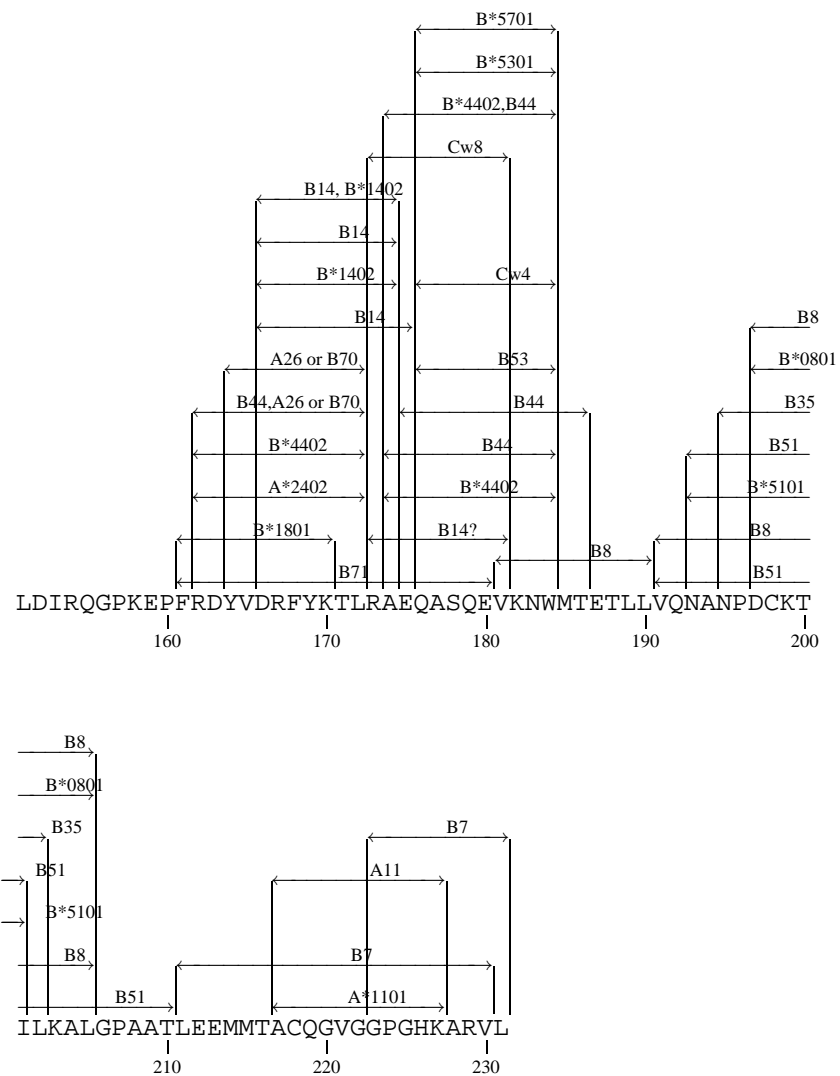 B*5701
B*5301
B*4402,B44
Cw8
B14, B*1402
B14
B*1402 Cw4
B14 B8
A26 or B70 B53 B*0801
B44,A26 or B70 B44 B35
B*4402 B44 B51
A*2402 B*4402 B*5101
B*1801 B14? B8
B8
B71 B51
LDIRQGPKEPFRDYVDRFYKTLRAEQASQEVKNWMTETLLVQNANPDCKT
160 170 180 190 200
B8
B*0801
B35 B7
B51 A11
B*5101
B8 B7
B51 A*1101
ILKALGPAATLEEMMTACQGVGGPGHKARVL
210 220 230